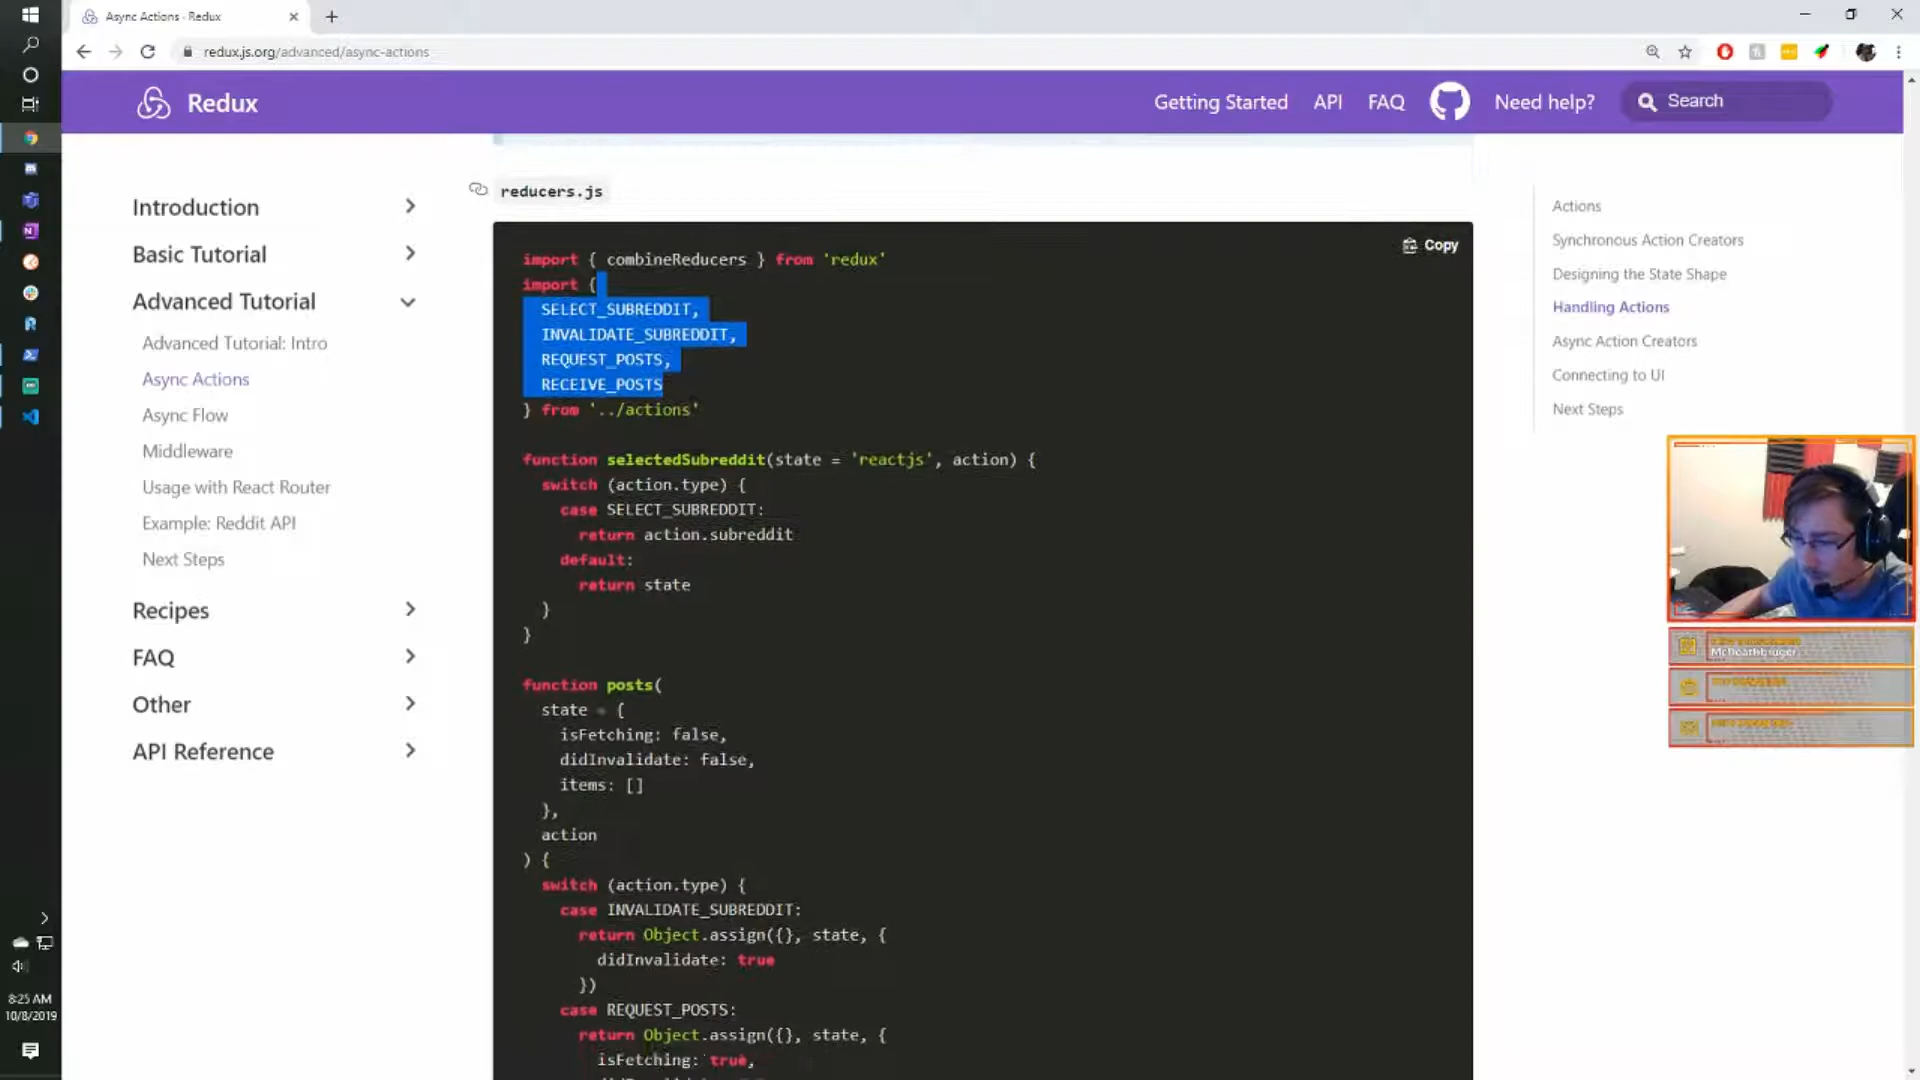 Async Actions - Redux
redux.js.org/advanced/async-actions
Redux
Getting Started
API
FAQ
Need help?
Search
Introduction
Basic Tutorial
Advanced Tutorial
Advanced Tutorial: Intro
Async Actions
Async Flow
Middleware
Usage with React Router
Example: Reddit API
Next Steps
Recipes
FAQ
Other
API Reference
reducers.js
Copy
import { combineReducers } from 'redux'
import {
SELECT_SUBREDDIT,
INVALIDATE_SUBREDDIT,
REQUEST_POSTS,
RECEIVE_POSTS
} from '../actions'
function selectedSubreddit(state = 'reactjs', action) {
switch (action.type) {
case SELECT_SUBREDDIT:
return action.subreddit
default:
return state
}
}
function posts(
state = {
isFetching: false,
didInvalidate: false,
items: []
},
action
) {
switch (action.type) {
case INVALIDATE_SUBREDDIT:
return Object.assign({}, state, {
didInvalidate: true
})
case REQUEST_POSTS:
return Object.assign({}, state, {
isFetching: true,
Actions
Synchronous Action Creators
Designing the State Shape
Handling Actions
Async Action Creators
Connecting to UI
Next Steps
8:25 AM
10/8/2019